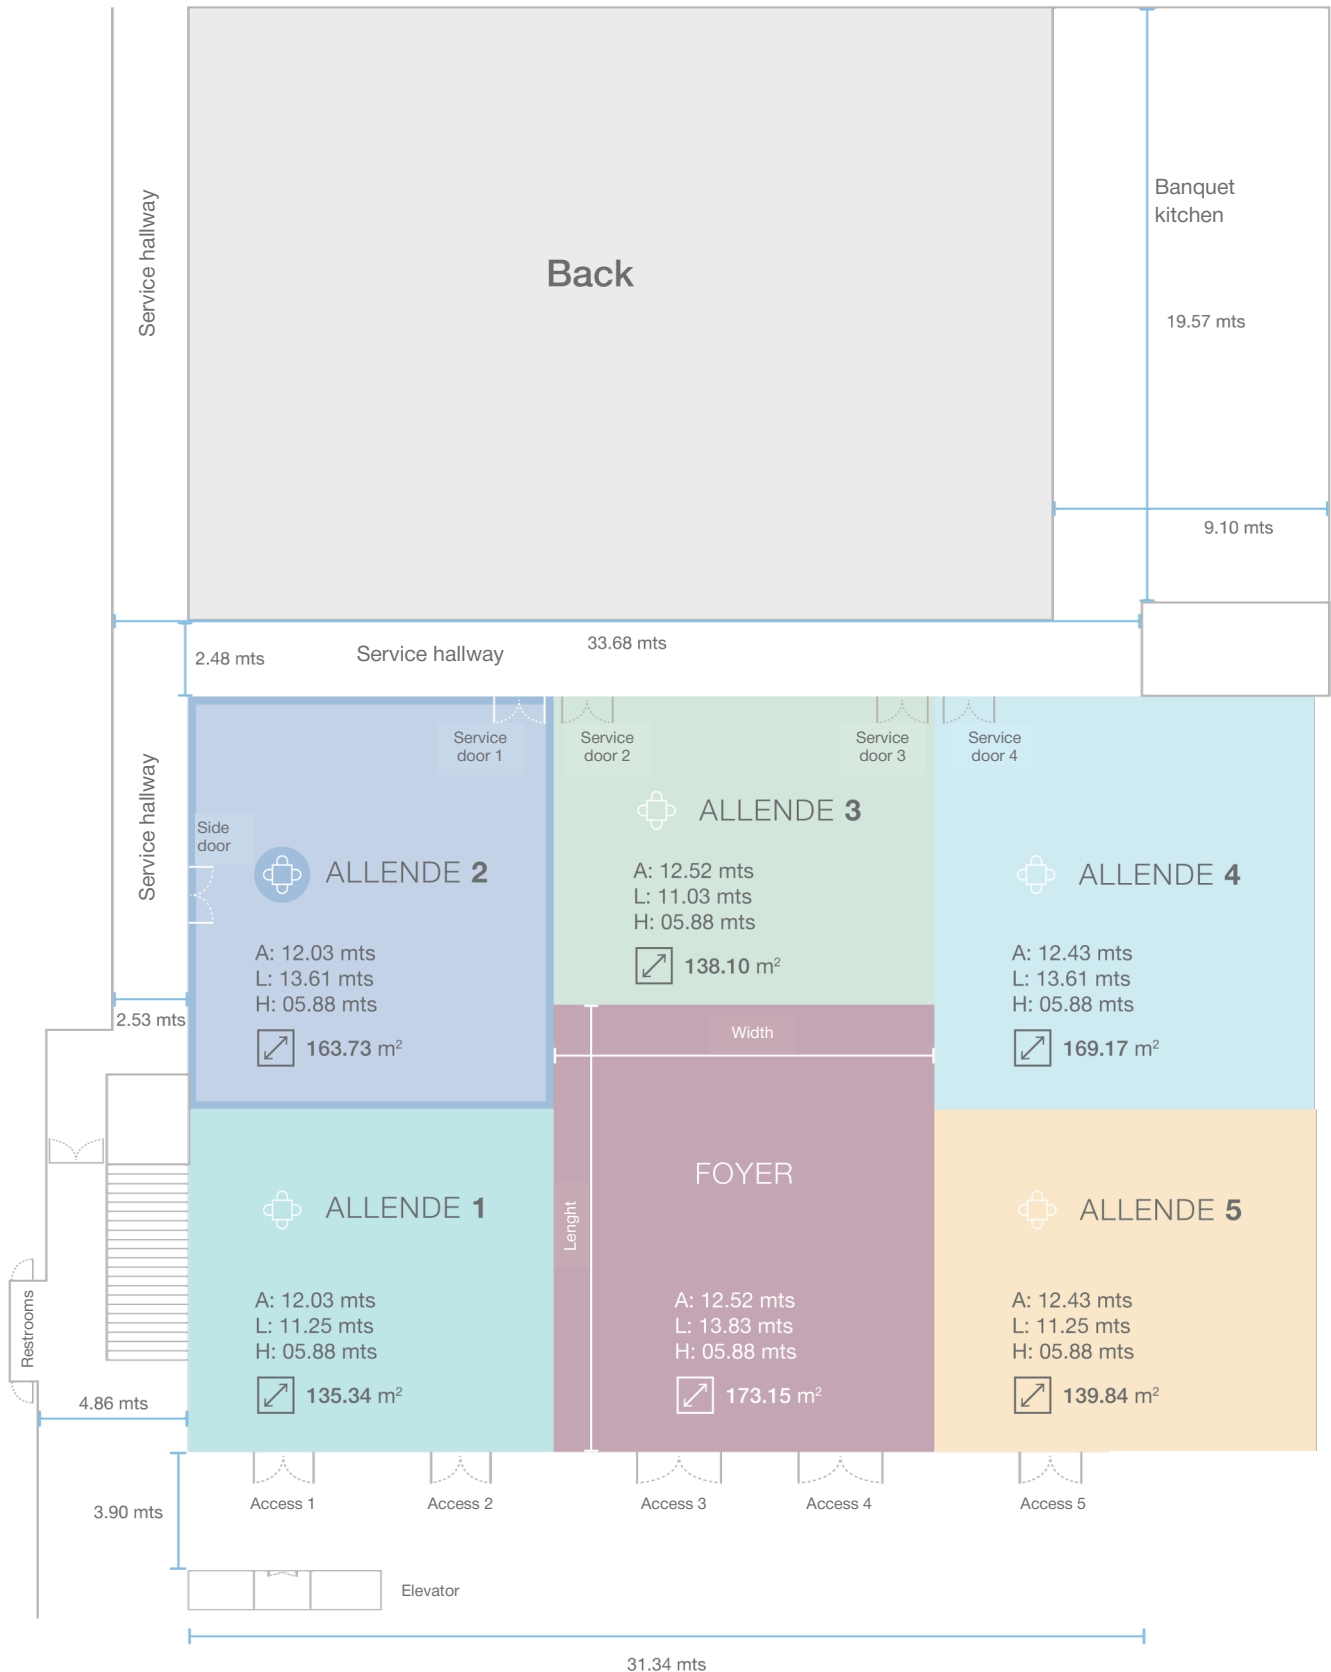 Service hallway
Back
Banquet
kitchen
19.57 mts
9.10 mts
33.68 mts
2.48 mts
Service hallway
Service hallway
Service
door 1
Service
door 2
Service
door 3
Service
door 4
Side
door
ALLENDE 2
A: 12.03 mts
L: 13.61 mts
H: 05.88 mts
163.73 m²
ALLENDE 3
A: 12.52 mts
L: 11.03 mts
H: 05.88 mts
138.10 m²
ALLENDE 4
A: 12.43 mts
L: 13.61 mts
H: 05.88 mts
169.17 m²
2.53 mts
Width
Lenght
FOYER
A: 12.52 mts
L: 13.83 mts
H: 05.88 mts
173.15 m²
ALLENDE 1
A: 12.03 mts
L: 11.25 mts
H: 05.88 mts
135.34 m²
ALLENDE 5
A: 12.43 mts
L: 11.25 mts
H: 05.88 mts
139.84 m²
Restrooms
4.86 mts
3.90 mts
Access 1
Access 2
Access 3
Access 4
Access 5
Elevator
31.34 mts